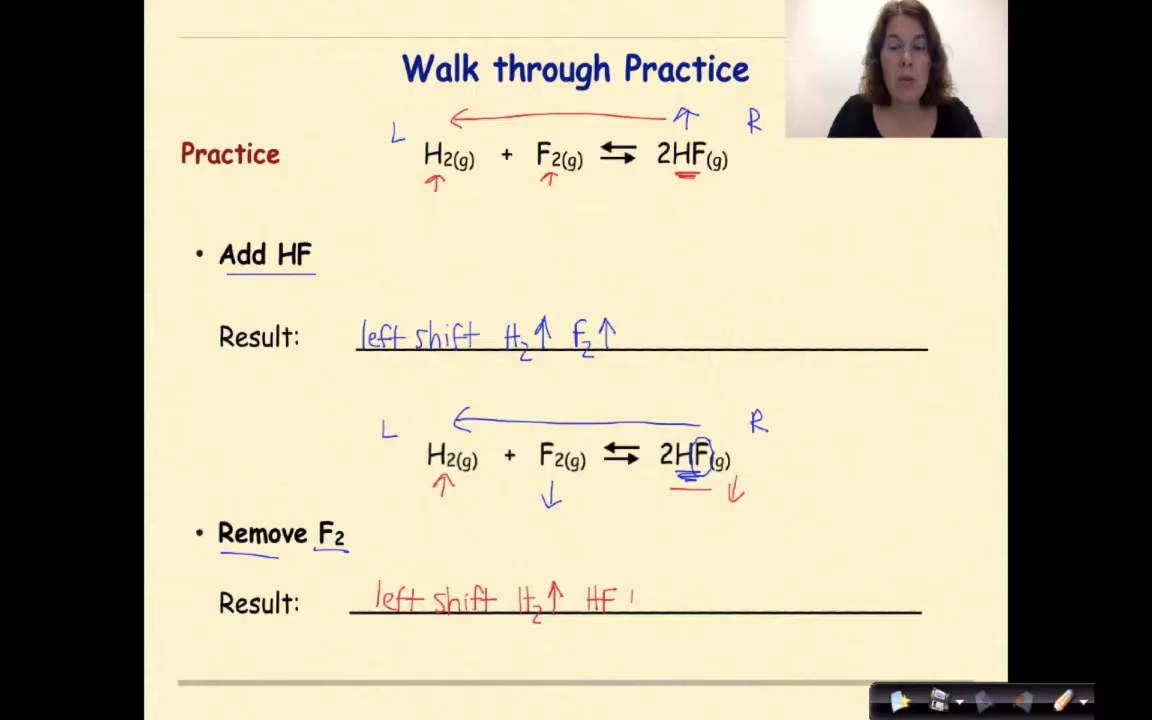 Walk through Practice
L R
Practice H2(g) + F2(g) ⇆ 2HF(g)
• Add HF
Result: left shift H2↑ F2↑
L R
H2(g) + F2(g) ⇆ 2HF(g)
• Remove F2
Result: left shift H2↑ HF